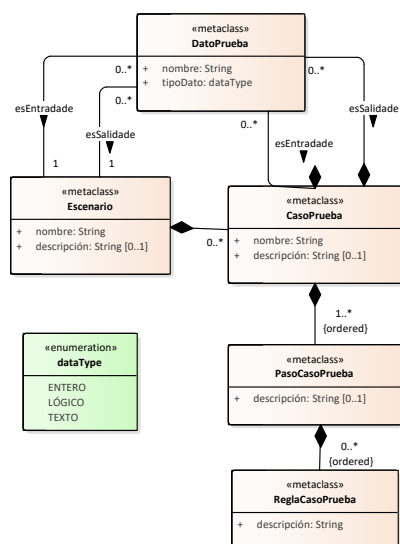 «metaclass»
DatoPrueba
+ nombre: String
+ tipoDato: dataType
0..*
0..*
0..*
0..*
esEntradade
esSalidade
esSalidade
esEntradade
1
1
«metaclass»
Escenario
+ nombre: String
+ descripción: String [0..1]
0..*
«metaclass»
CasoPrueba
+ nombre: String
+ descripción: String [0..1]
1..*
{ordered}
«enumeration»
dataType
ENTERO
LÓGICO
TEXTO
«metaclass»
PasoCasoPrueba
+ descripción: String [0..1]
0..*
{ordered}
«metaclass»
ReglaCasoPrueba
+ descripción: String